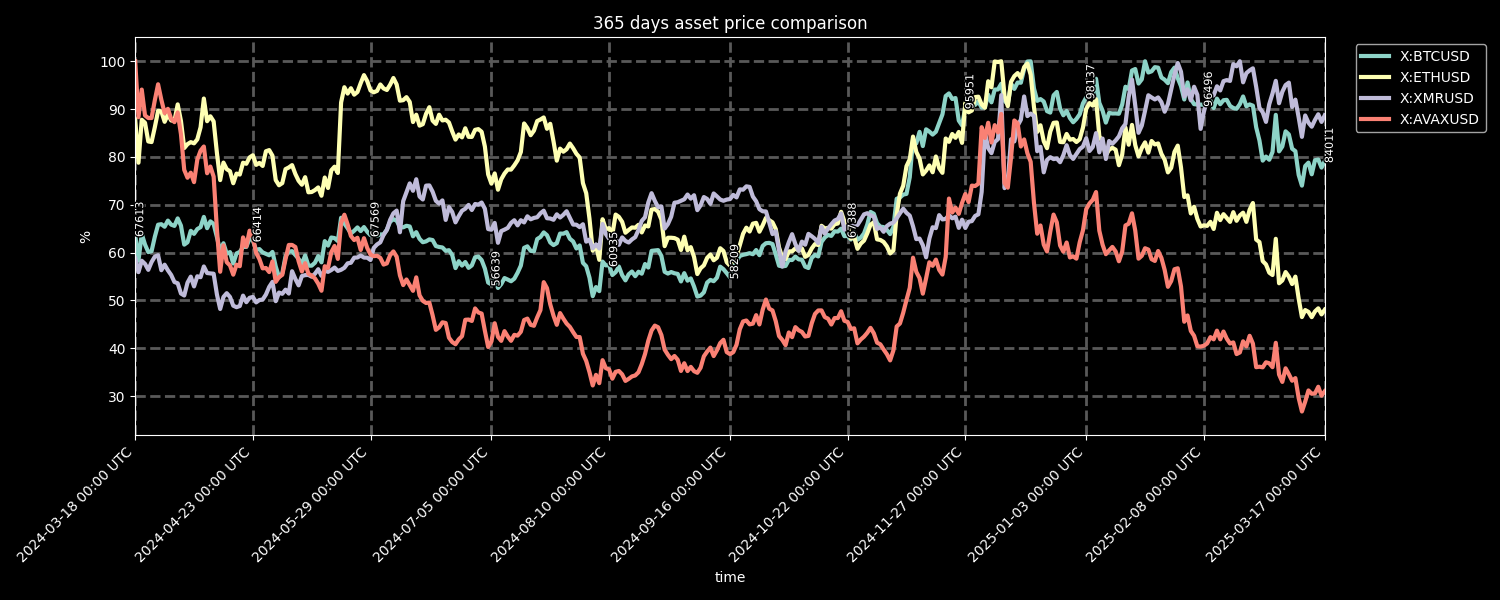 365 days asset price comparison
X:BTCUSD
X:ETHUSD
X:XMRUSD
X:AVAXUSD
100
90
80
70
60
50
40
30
%
67613
66114
67569
56639
60935
58209
67388
95951
98137
96496
84011
2024-03-18 00:00 UTC
2024-04-23 00:00 UTC
2024-05-29 00:00 UTC
2024-07-05 00:00 UTC
2024-08-10 00:00 UTC
2024-09-16 00:00 UTC
2024-10-22 00:00 UTC
2024-11-27 00:00 UTC
2025-01-03 00:00 UTC
2025-02-08 00:00 UTC
2025-03-17 00:00 UTC
time